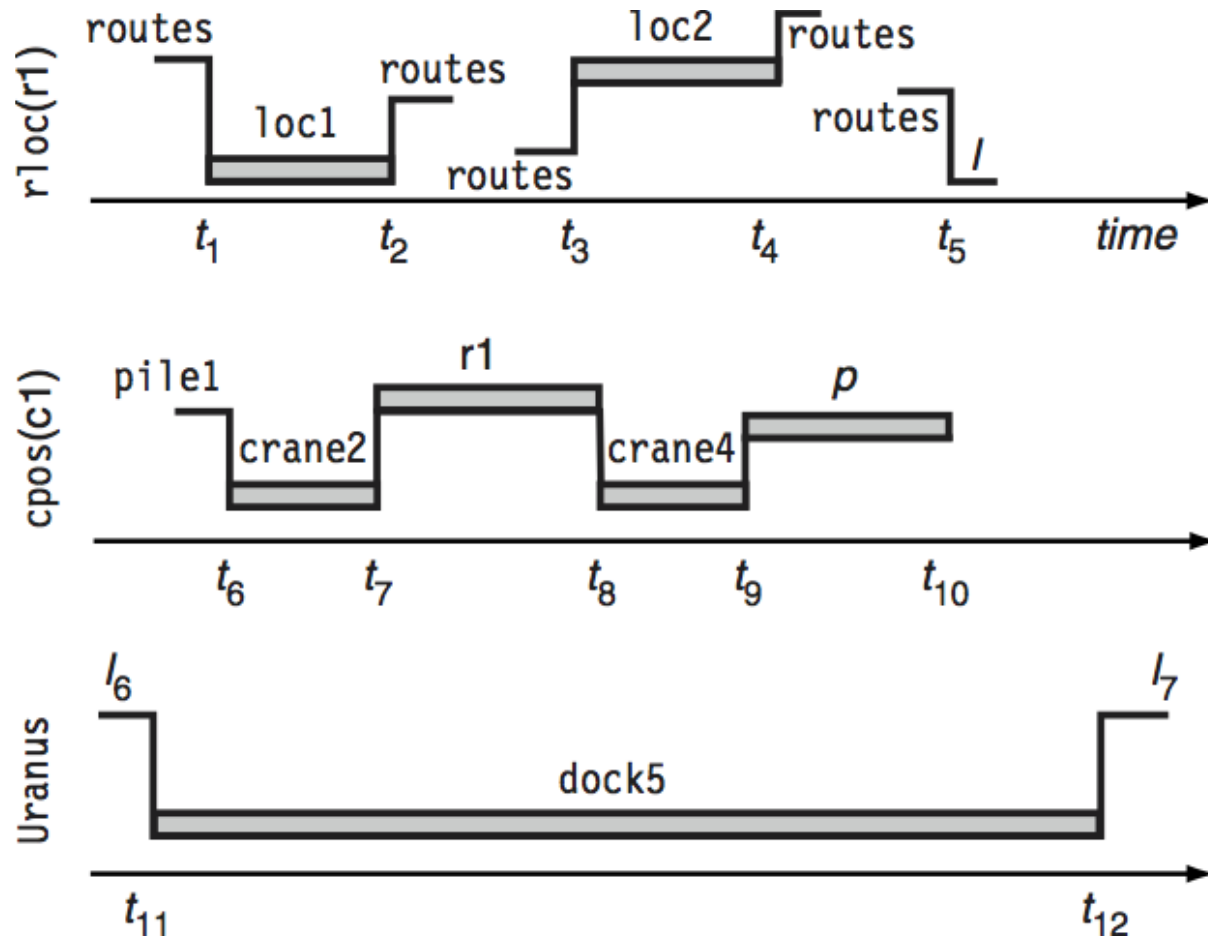 routes
loc1
routes
routes
loc2
routes
routes
l
rloc(r1)
t1
t2
t3
t4
t5
time
pile1
crane2
r1
crane4
p
cpos(c1)
t6
t7
t8
t9
t10
l6
dock5
l7
Uranus
t11
t12